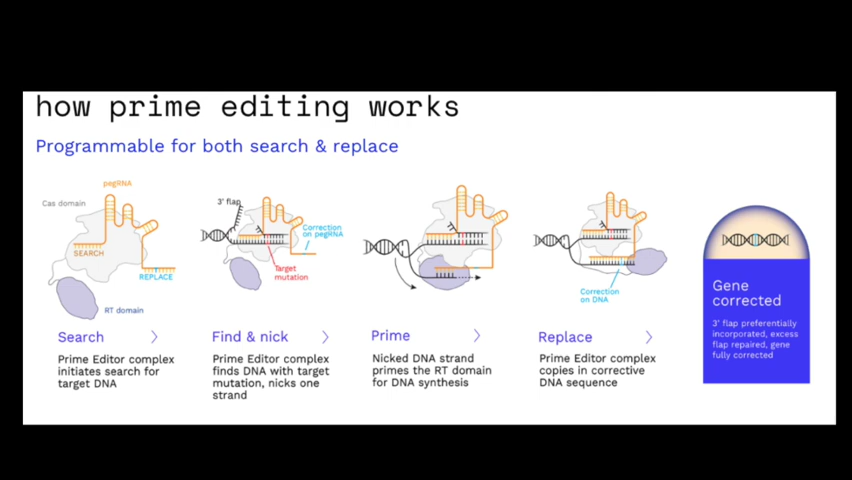 how prime editing works
Programmable for both search & replace
pegRNA
Cas domain
SEARCH
REPLACE
RT domain
3' flap
Correction
on pegRNA
Target
mutation
Correction
on DNA
Search
Prime Editor complex
initiates search for
target DNA
Find & nick
Prime Editor complex
finds DNA with target
mutation, nicks one
strand
Prime
Nicked DNA strand
primes the RT domain
for DNA synthesis
Replace
Prime Editor complex
copies in corrective
DNA sequence
Gene
corrected
3' flap preferentially
incorporated, excess
flap repaired, gene
fully corrected